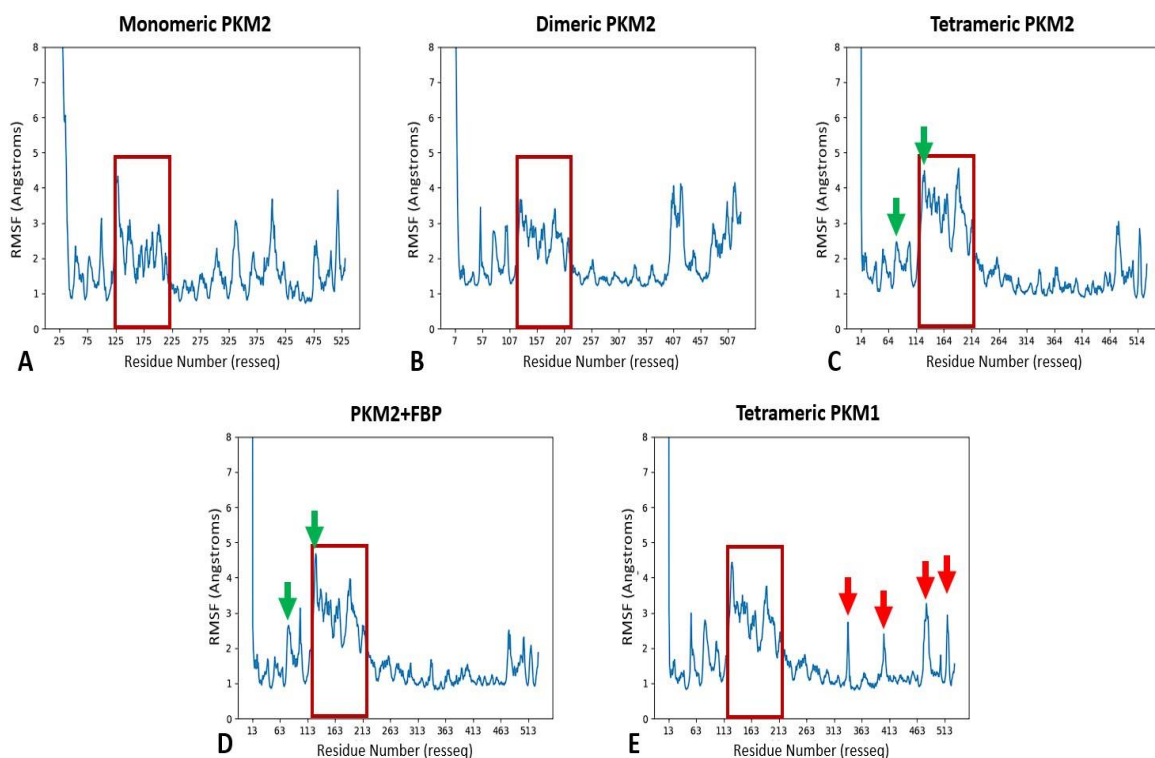 Monomeric PKM2
8
7
6
5
4
3
2
1
0
RMSF (Angstroms)
25 75 125 175 225 275 325 375 425 475 525
Residue Number (resseq)
A
Dimeric PKM2
8
7
6
5
4
3
2
1
0
RMSF (Angstroms)
7 57 107 157 207 257 307 357 407 457 507
Residue Number (resseq)
B
Tetrameric PKM2
8
7
6
5
4
3
2
1
0
RMSF (Angstroms)
14 64 114 164 214 264 314 364 414 464 514
Residue Number (resseq)
C
PKM2+FBP
8
7
6
5
4
3
2
1
0
RMSF (Angstroms)
13 63 113 163 213 263 313 363 413 463 513
Residue Number (resseq)
D
Tetrameric PKM1
8
7
6
5
4
3
2
1
0
RMSF (Angstroms)
13 63 113 163 213 263 313 363 413 463 513
Residue Number (resseq)
E